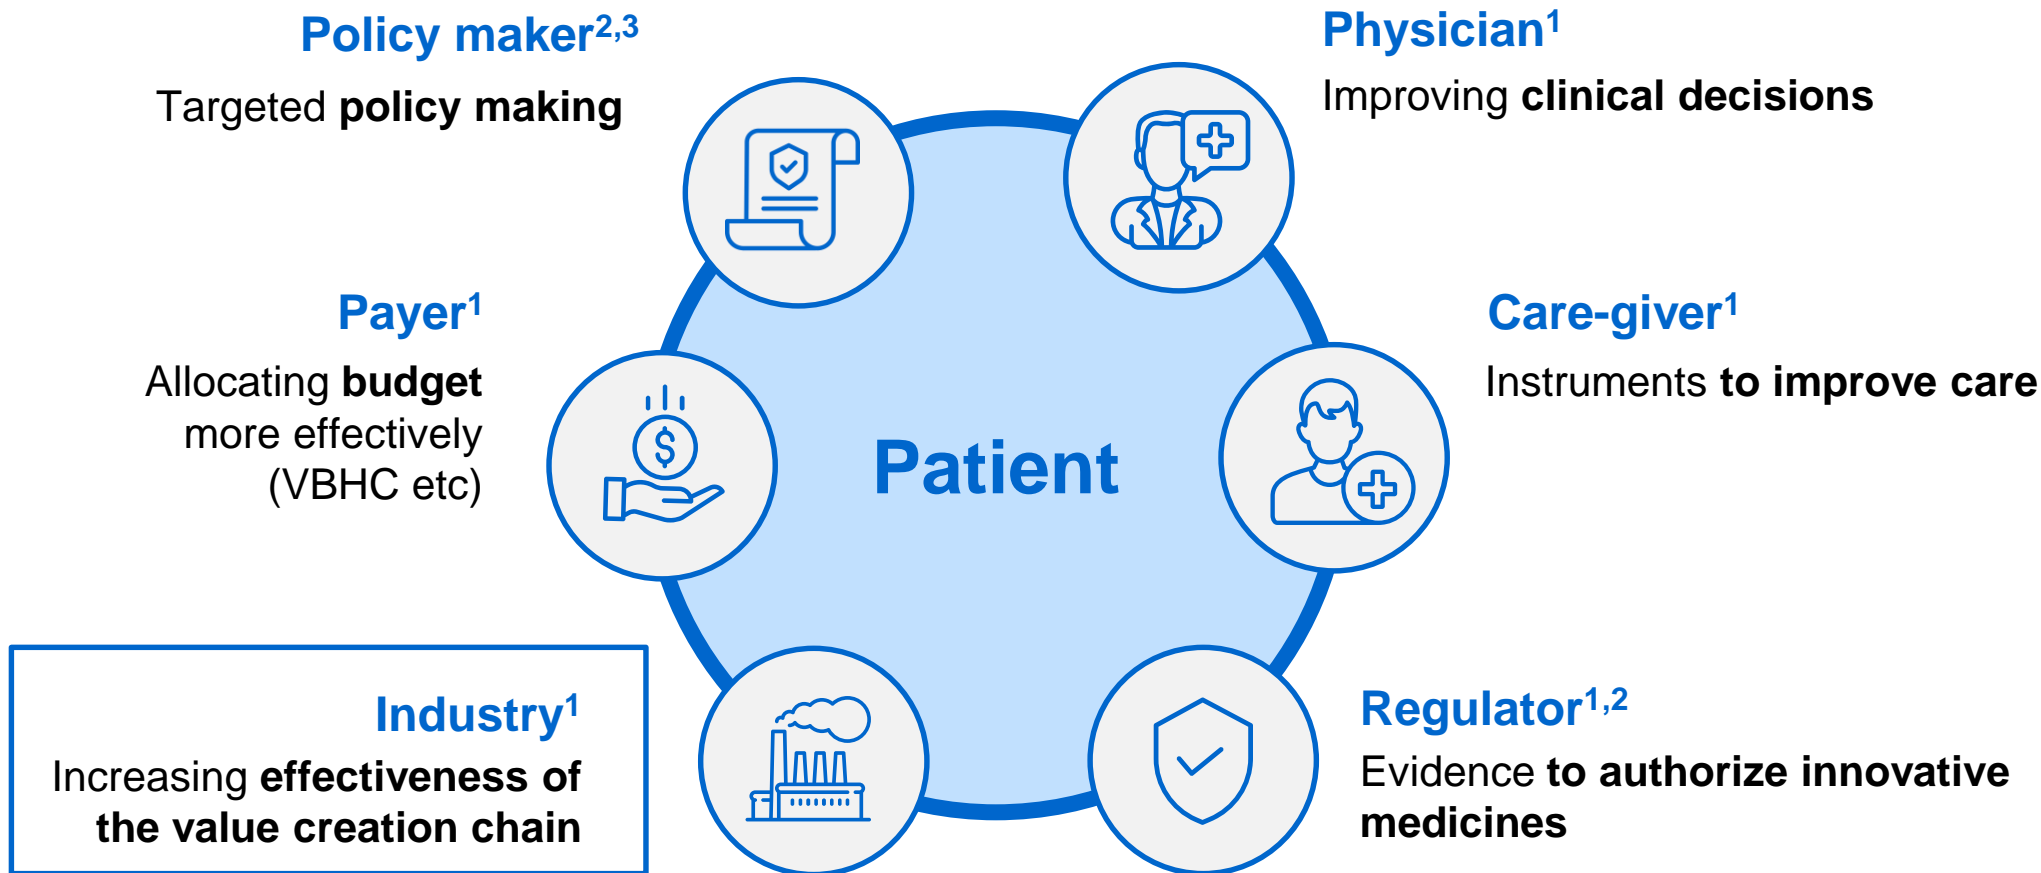 Policy maker2,3
Targeted policy making
Physician1
Improving clinical decisions
Payer1
Allocating budget
more effectively
(VBHC etc)
Care-giver1
Instruments to improve care
Patient
$
Industry1
Increasing effectiveness of
the value creation chain
Regulator1,2
Evidence to authorize innovative
medicines